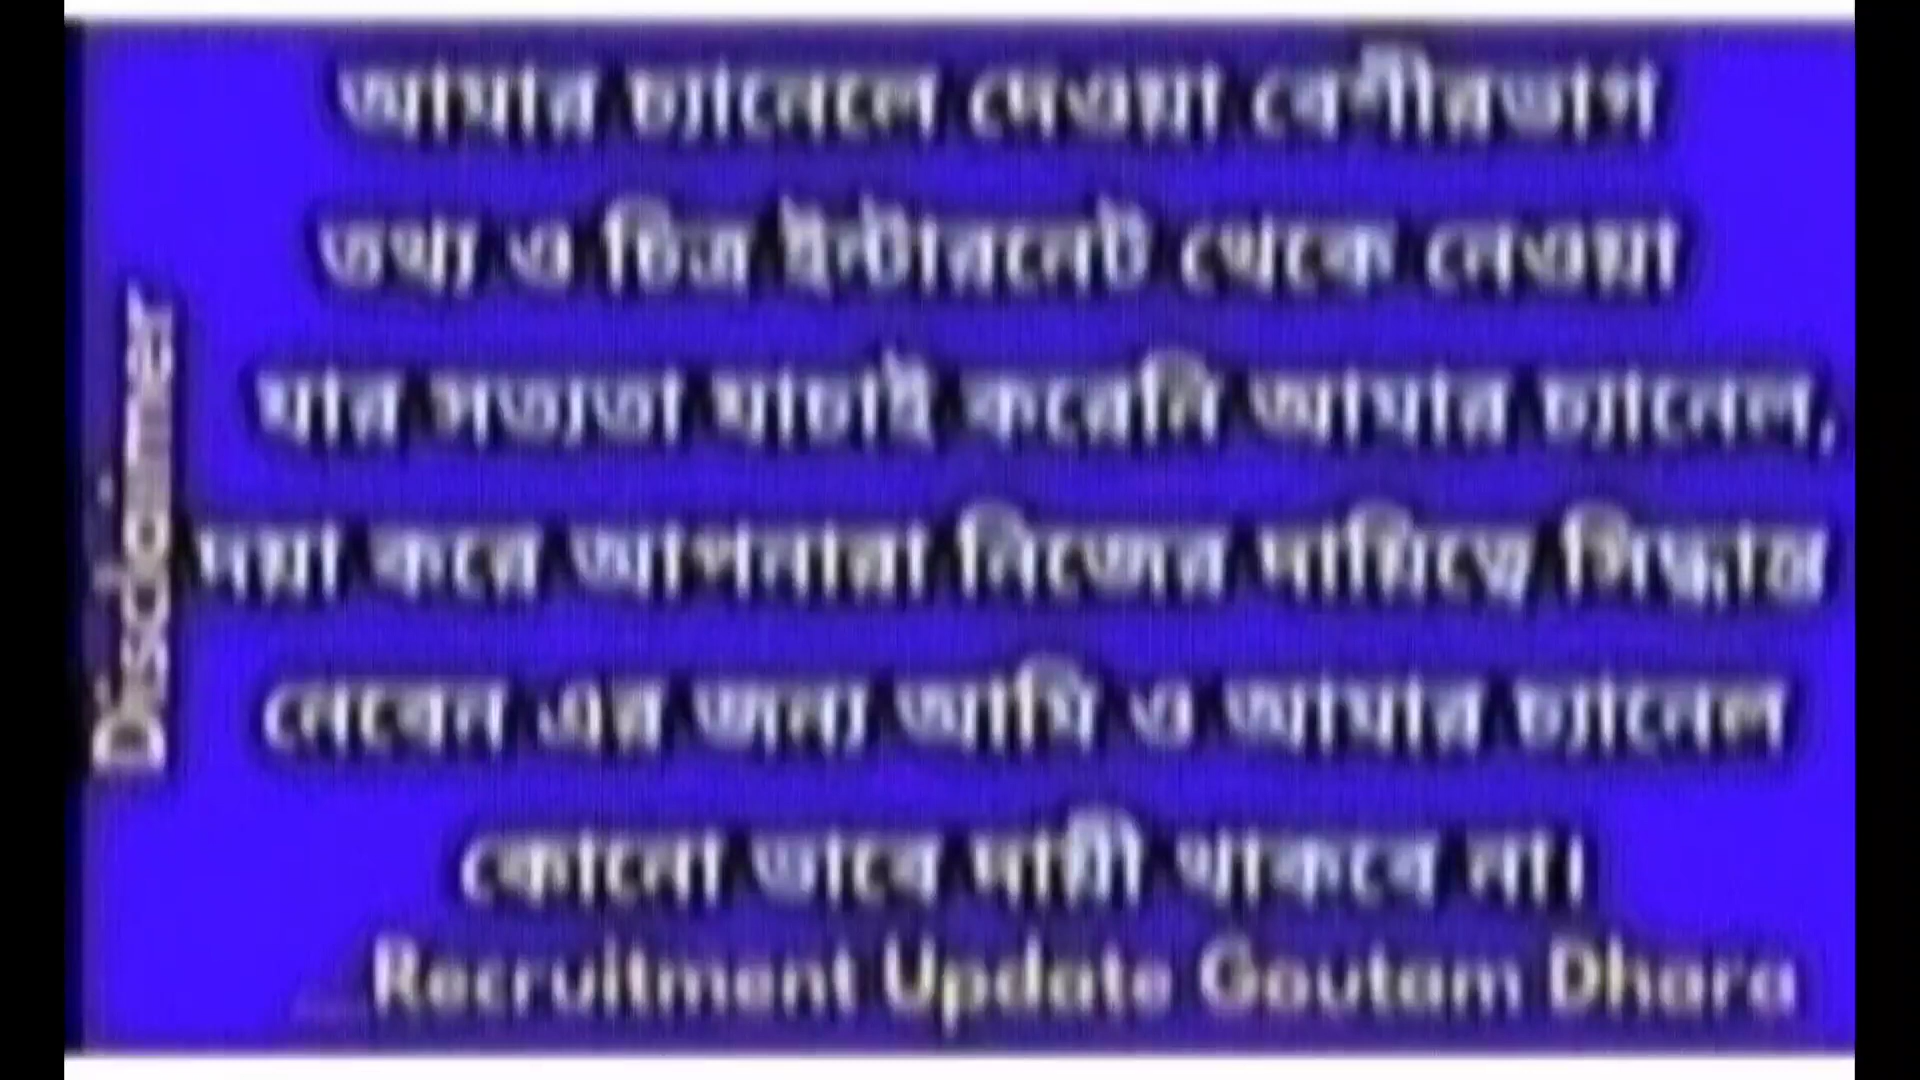 Disclaimer
আমার চ্যানেলে দেওয়া বেশীরভাগ
তথ্য ও চিত্র ইন্টারনেট থেকে নেওয়া
যার সত্যতা যাচাই করেনি আমার চ্যানেল,
দয়া করে আপনারা নিজের দায়িত্বে সিদ্ধান্ত
নেবেন এর জন্য আমি ও আমার চ্যানেল
কোনো ভাবে দায়ী থাকবে না।
Recruitment Update Goutam Dhara